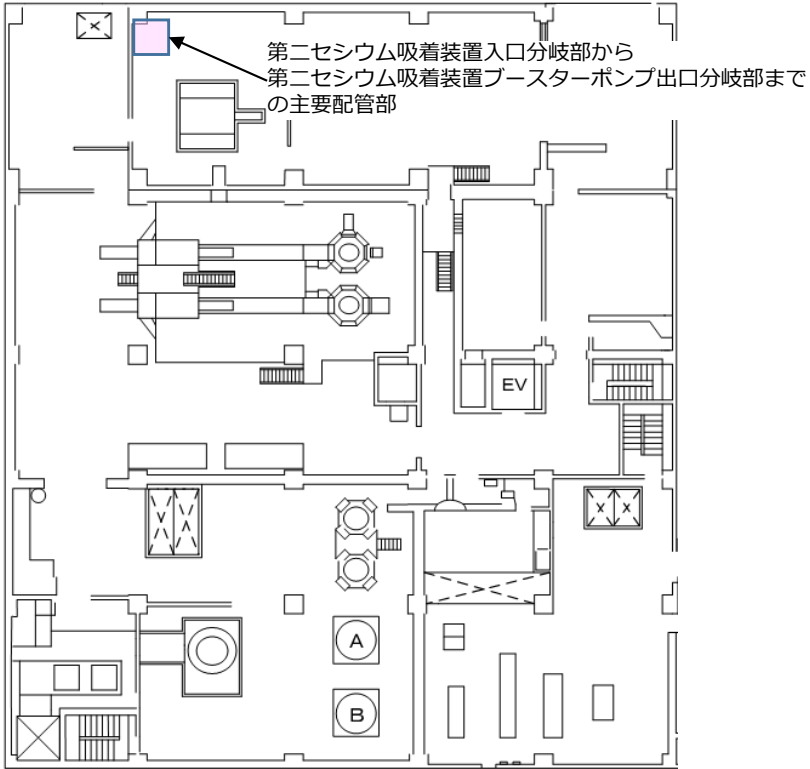 第二セシウム吸着装置入口分岐部から
第二セシウム吸着装置ブースターポンプ出口分岐部まで
の主要配管部
EV
A
B